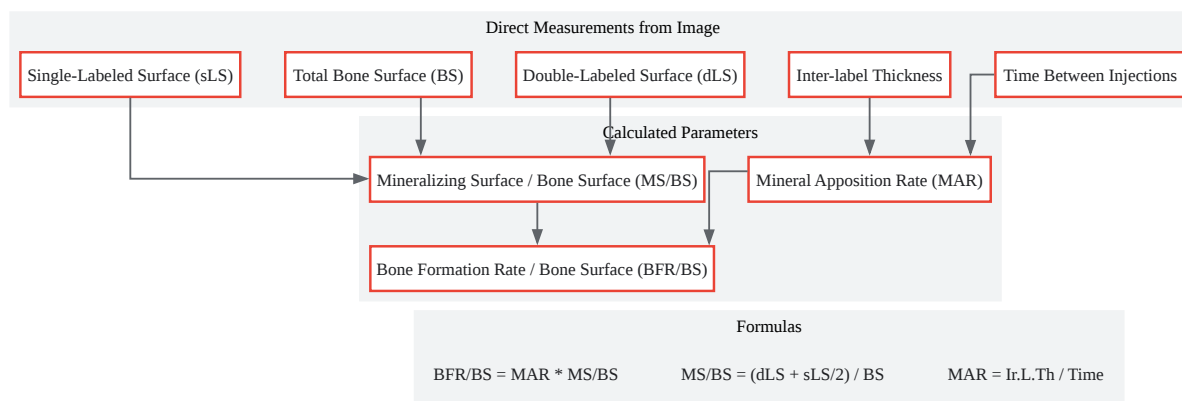 Direct Measurements from Image
Single-Labeled Surface (sLS)
Total Bone Surface (BS)
Double-Labeled Surface (dLS)
Inter-label Thickness
Time Between Injections
Calculated Parameters
Mineralizing Surface / Bone Surface (MS/BS)
Mineral Apposition Rate (MAR)
Bone Formation Rate / Bone Surface (BFR/BS)
Formulas
BFR/BS = MAR * MS/BS
MS/BS = (dLS + sLS/2) / BS
MAR = Ir.L.Th / Time